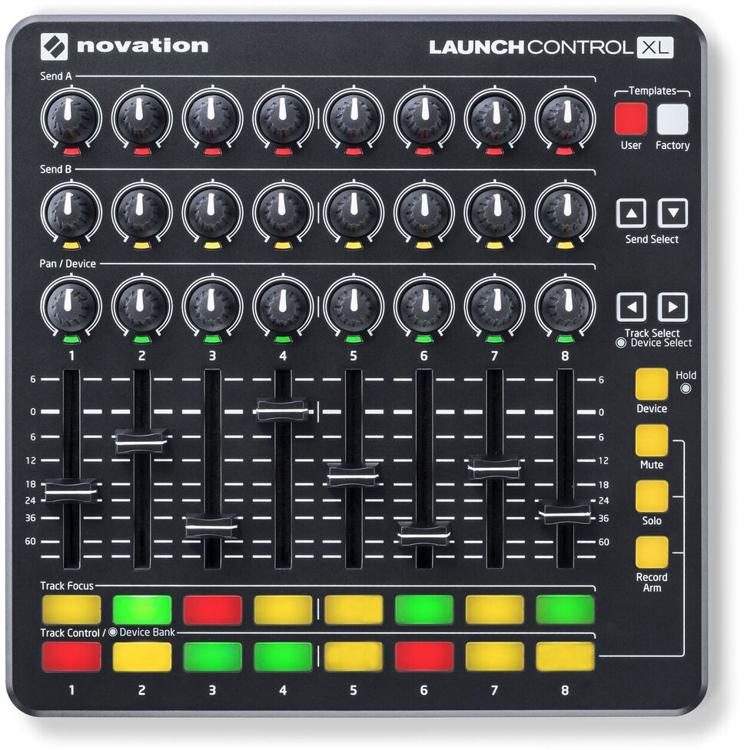 novation LAUNCHCONTROL XL
Send A
Templates
User Factory
Send B
Send Select
Pan / Device
Track Select
Device Select
1 2 3 4 5 6 7 8
Hold
6 6
0 0
Device
6 6
12 12
Mute
18 18
24 24
36 36
Solo
60 60
Record
Arm
Track Focus
Track Control / Device Bank
1 2 3 4 5 6 7 8